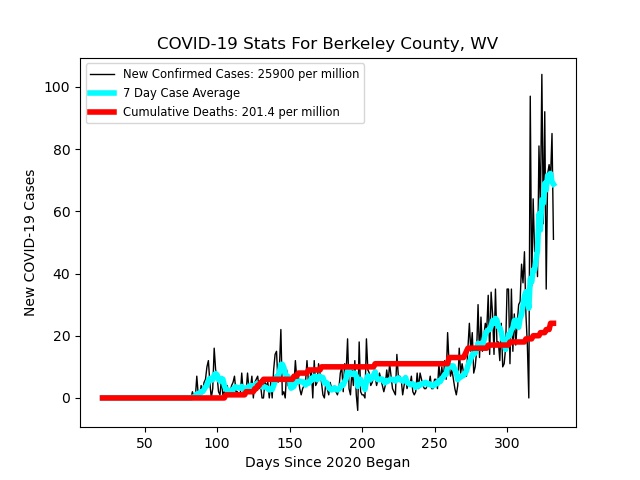 COVID-19 Stats For Berkeley County, WV
New Confirmed Cases: 25900 per million
7 Day Case Average
Cumulative Deaths: 201.4 per million
100
80
60
40
20
0
New COVID-19 Cases
50 100 150 200 250 300
Days Since 2020 Began